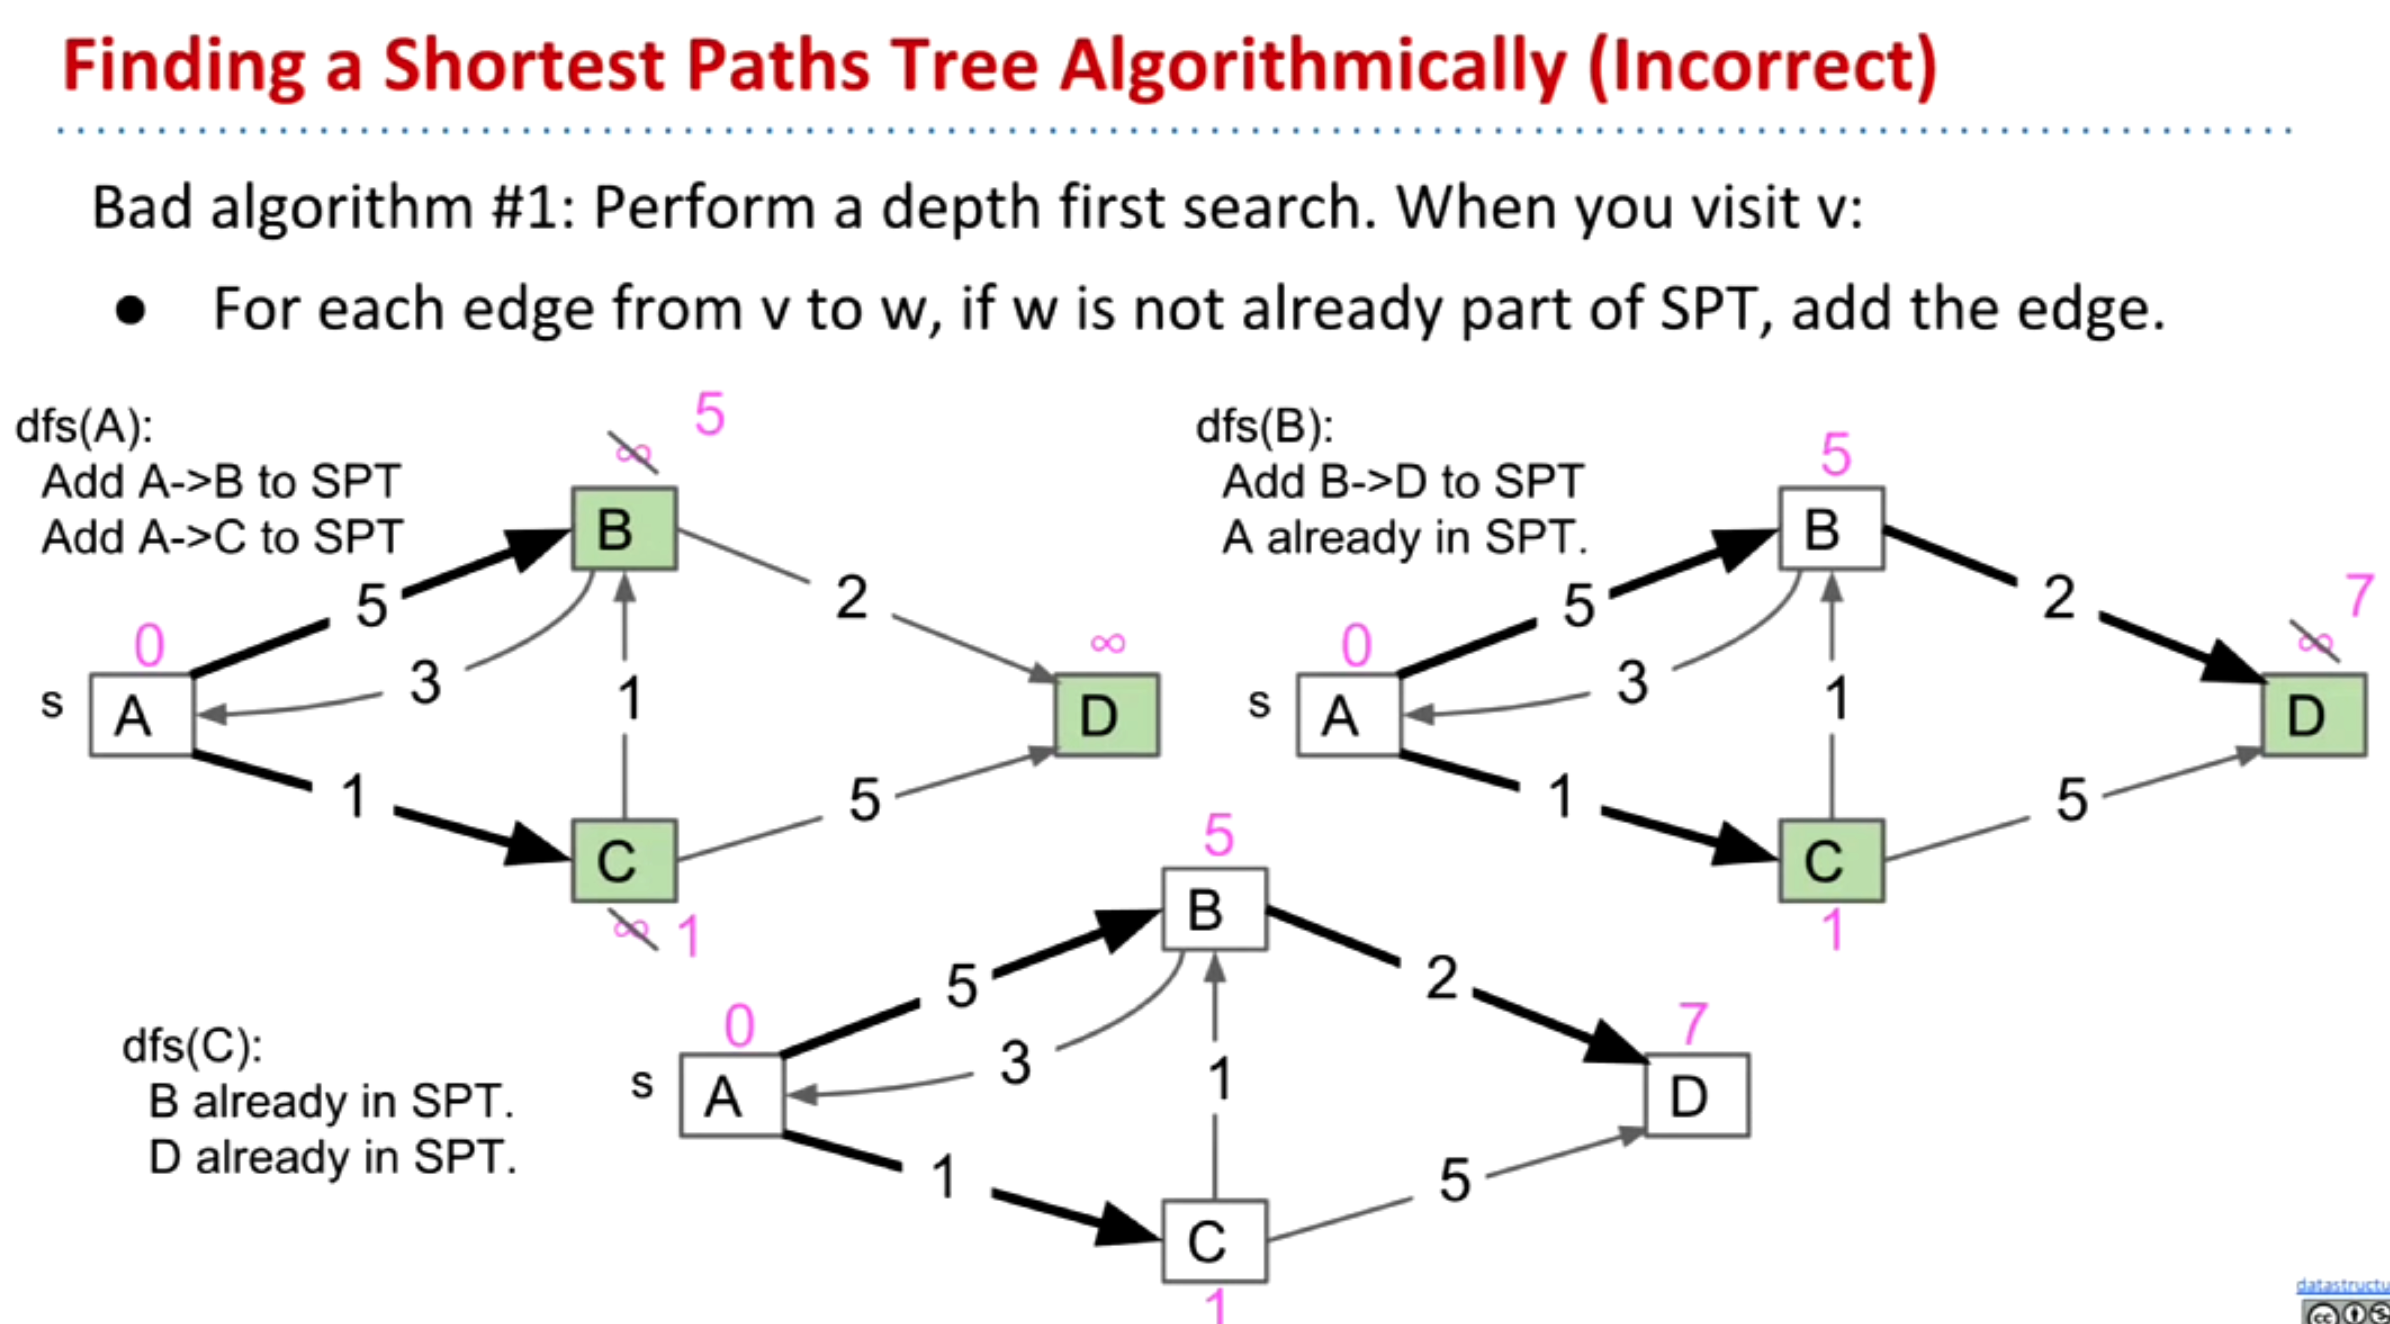 Finding a Shortest Paths Tree Algorithmically (Incorrect)
Bad algorithm #1: Perform a depth first search. When you visit v:
● For each edge from v to w, if w is not already part of SPT, add the edge.
dfs(A):
Add A->B to SPT
Add A->C to SPT
5
∞
B
5
2
0
3
1
∞
s
A
D
1
5
C
∞ 1
dfs(B):
Add B->D to SPT
A already in SPT.
5
B
5
2
7
0
3
1
∞
s
A
D
1
5
C
1
dfs(C):
B already in SPT.
D already in SPT.
5
B
5
2
0
3
1
7
s
A
D
1
5
C
1
datastructu
cc